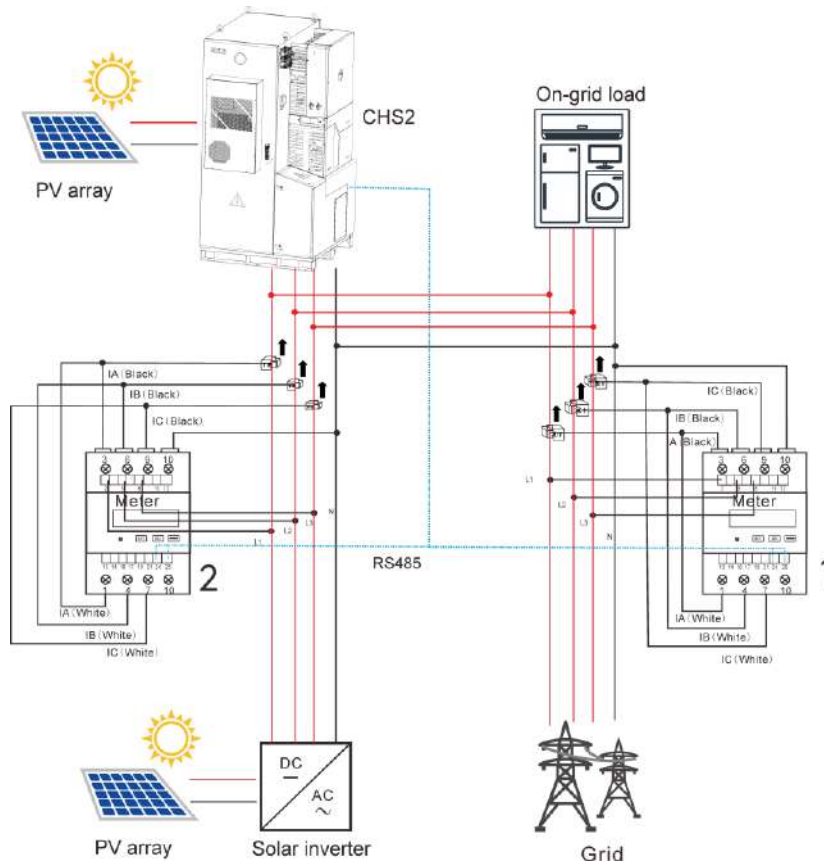 CHS2
On-grid load
PV array
IA(Black)
IB(Black)
IC(Black)
IC(Black)
IB(Black)
A(Black)
3 6 9 10
Meter
L1
L2
L3
N
3 6 9 10
Meter
L1
L2
L3
N
RS485
1 4 7 10
2
1 4 7 10
1
IA(White)
IB(White)
IC(White)
IA(White)
IB(White)
IC(White)
DC
AC
PV array
Solar inverter
Grid